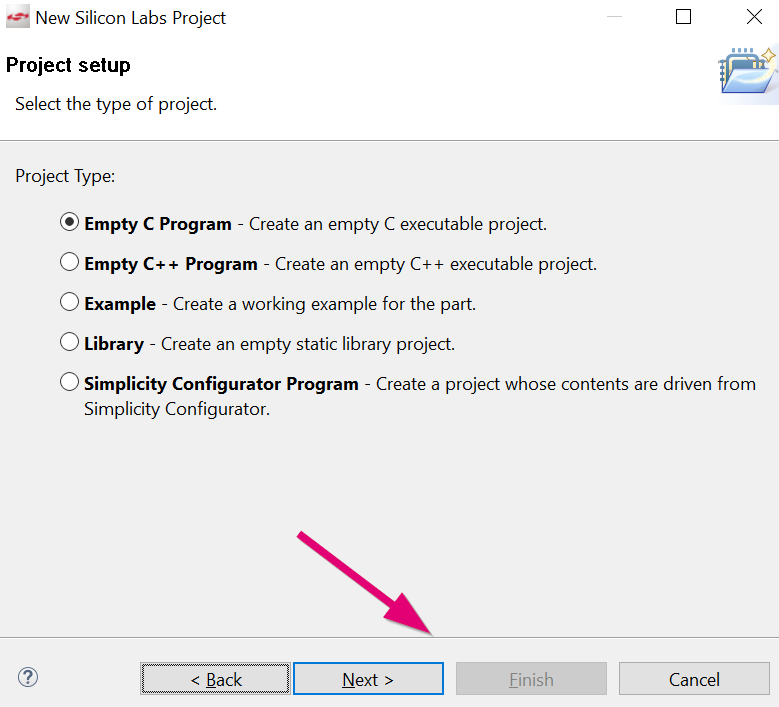 New Silicon Labs Project
Project setup
Select the type of project.
Project Type:
Empty C Program - Create an empty C executable project.
Empty C++ Program - Create an empty C++ executable project.
Example - Create a working example for the part.
Library - Create an empty static library project.
Simplicity Configurator Program - Create a project whose contents are driven from
Simplicity Configurator.
?
< Back
Next >
Finish
Cancel